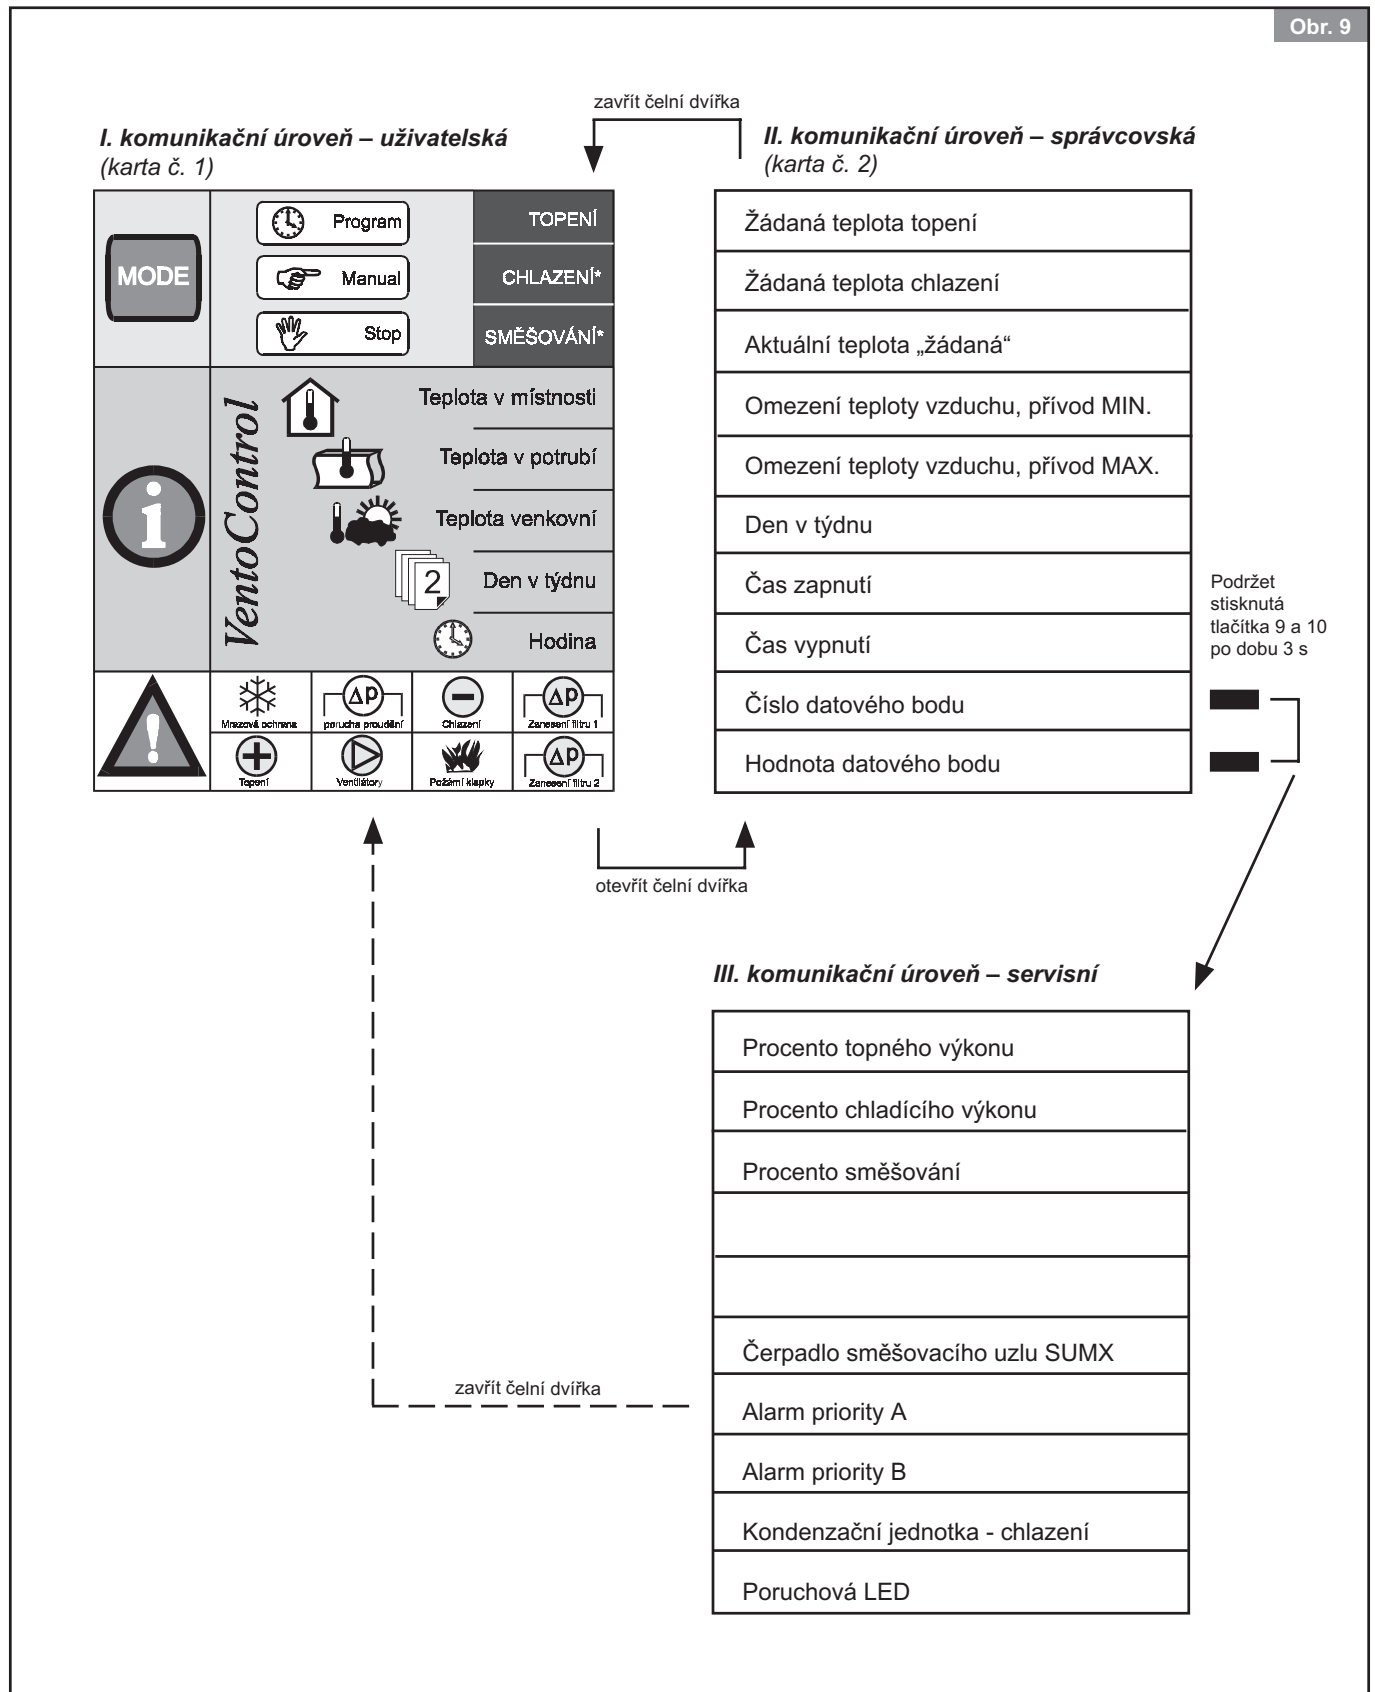 Obr. 9
zavřít čelní dvířka
I. komunikační úroveň – uživatelská
(karta č. 1)
II. komunikační úroveň – správcovská
(karta č. 2)
MODE
Program
Manual
Stop
TOPENÍ
CHLAZENÍ*
SMĚŠOVÁNÍ*
VentoControl
Teplota v místnosti
Teplota v potrubí
Teplota venkovní
2
Den v týdnu
Hodina
Mrazová ochrana
Δp
porucha proudění
Chlazení
Δp
Zanesení filtru 1
Topení
Ventilátory
Požární klapky
Δp
Zanesení filtru 2
Žádaná teplota topení
Žádaná teplota chlazení
Aktuální teplota „žádaná“
Omezení teploty vzduchu, přívod MIN.
Omezení teploty vzduchu, přívod MAX.
Den v týdnu
Čas zapnutí
Čas vypnutí
Číslo datového bodu
Hodnota datového bodu
Podržet
stisknutá
tlačítka 9 a 10
po dobu 3 s
otevřít čelní dvířka
III. komunikační úroveň – servisní
Procento topného výkonu
Procento chladícího výkonu
Procento směšování
Čerpadlo směšovacího uzlu SUMX
Alarm priority A
Alarm priority B
Kondenzační jednotka - chlazení
Poruchová LED
zavřít čelní dvířka